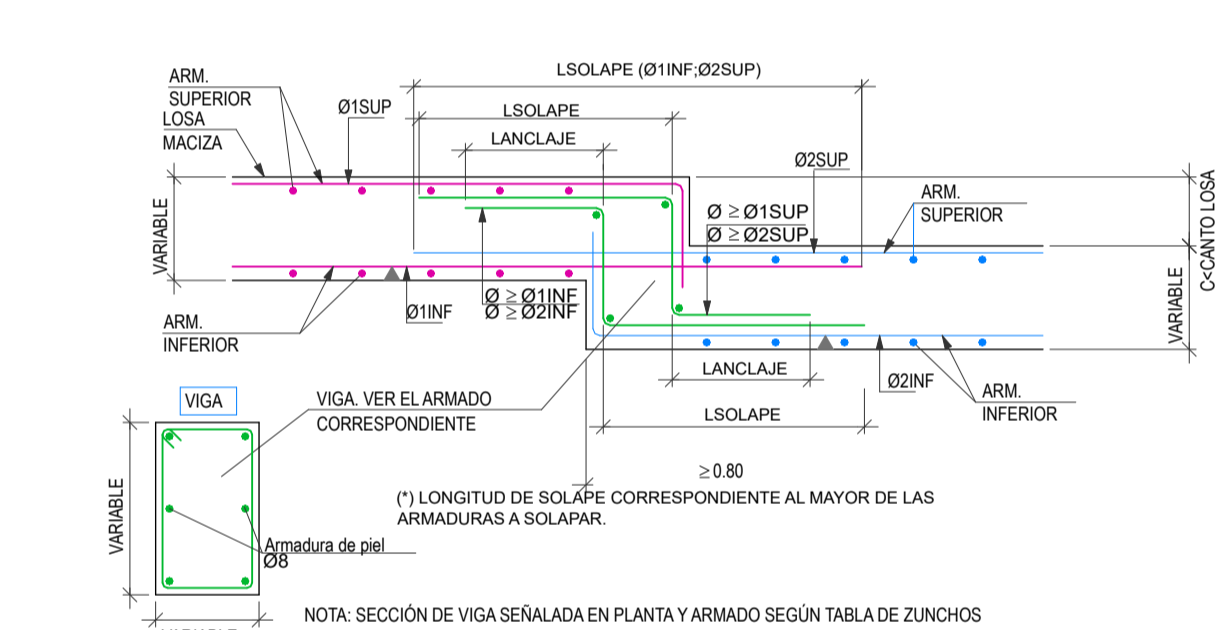 LSOLAPE (Ø1INF;Ø2SUP)
ARM.
SUPERIOR
LOSA
MACIZA
Ø1SUP
LSOLAPE
LANCLAJE
Ø2SUP
ARM.
SUPERIOR
Ø ≥ Ø1SUP
Ø ≥ Ø2SUP
VARIABLE
C<CANTO LOSA
VARIABLE
Ø ≥ Ø1INF
Ø ≥ Ø2INF
Ø1INF
ARM.
INFERIOR
LANCLAJE
Ø2INF
ARM.
INFERIOR
LSOLAPE
VIGA
VIGA. VER EL ARMADO
CORRESPONDIENTE
≥ 0.80
(*) LONGITUD DE SOLAPE CORRESPONDIENTE AL MAYOR DE LAS
ARMADURAS A SOLAPAR.
VARIABLE
Armadura de piel
Ø8
NOTA: SECCIÓN DE VIGA SEÑALADA EN PLANTA Y ARMADO SEGÚN TABLA DE ZUNCHOS
VARIABLE